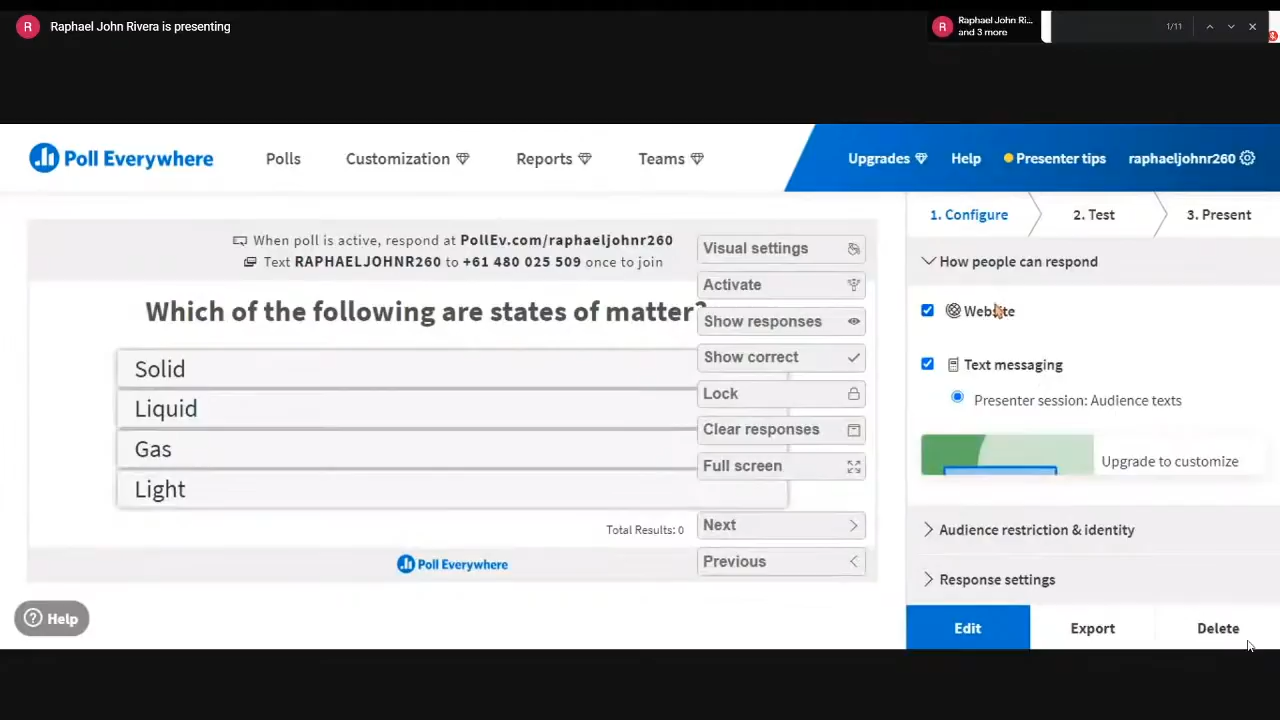 R Raphael John Rivera is presenting
R Raphael John Ri...
and 3 more
1/11
Poll Everywhere
Polls
Customization
Reports
Teams
Upgrades
Help
Presenter tips
raphaeljohnr260
When poll is active, respond at PollEv.com/raphaeljohnr260
Text RAPHAELJOHNR260 to +61 480 025 509 once to join
Which of the following are states of matter?
Solid
Liquid
Gas
Light
Total Results: 0
Poll Everywhere
Visual settings
Activate
Show responses
Show correct
Lock
Clear responses
Full screen
Next
Previous
1. Configure
2. Test
3. Present
How people can respond
Website
Text messaging
Presenter session: Audience texts
Upgrade to customize
Audience restriction & identity
Response settings
Edit
Export
Delete
? Help